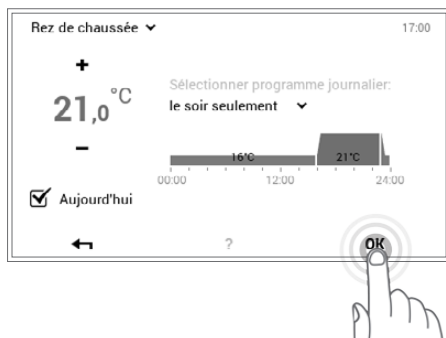 Rez de chaussée
17:00
+
21,0 °C
−
Sélectionner programme journalier:
le soir seulement
16°C 21°C
00:00 12:00 24:00
Aujourd'hui
? OK